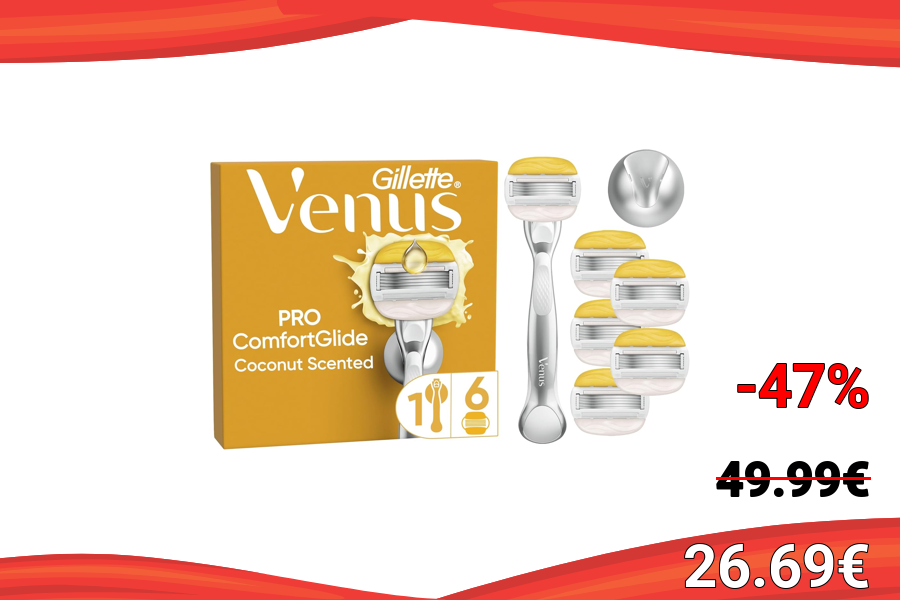 Gillette®
Venus
PRO
ComfortGlide
Coconut Scented
1
6
Venus
-47%
49.99€
26.69€